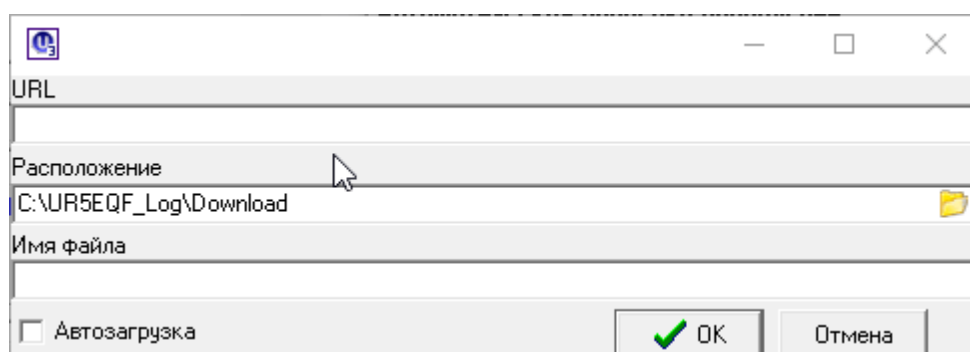 URL
Расположение
C:\UR5EQF_Log\Download
Имя файла
Автозагрузка
OK
Отмена